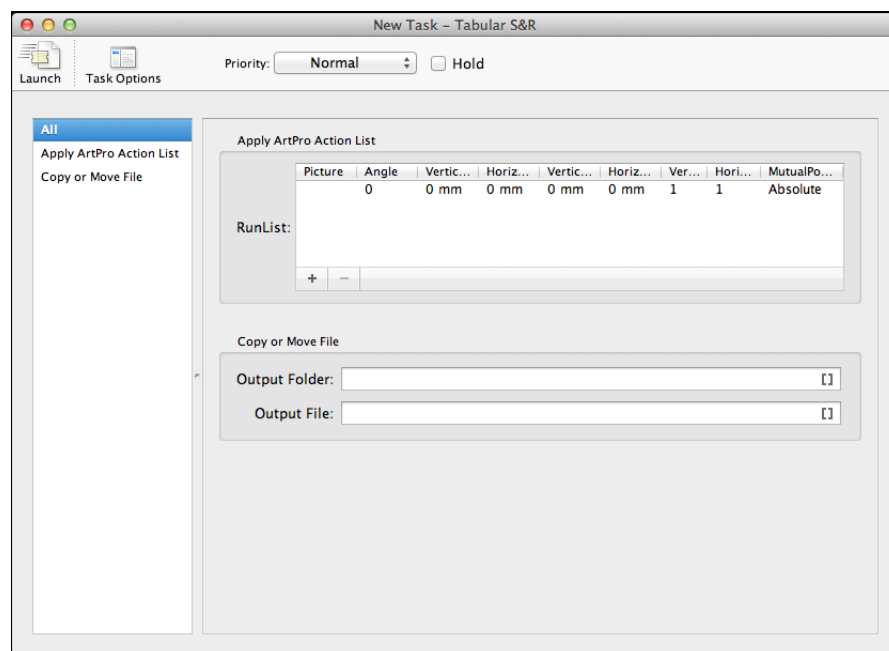 New Task – Tabular S&R
Priority: Normal Hold
Launch Task Options
All
Apply ArtPro Action List
Copy or Move File
Apply ArtPro Action List
Picture Angle Vertic... Horiz... Vertic... Horiz... Ver... Hori... MutualPo...
0 0 mm 0 mm 0 mm 0 mm 1 1 Absolute
RunList:
+ −
Copy or Move File
Output Folder: []
Output File: []